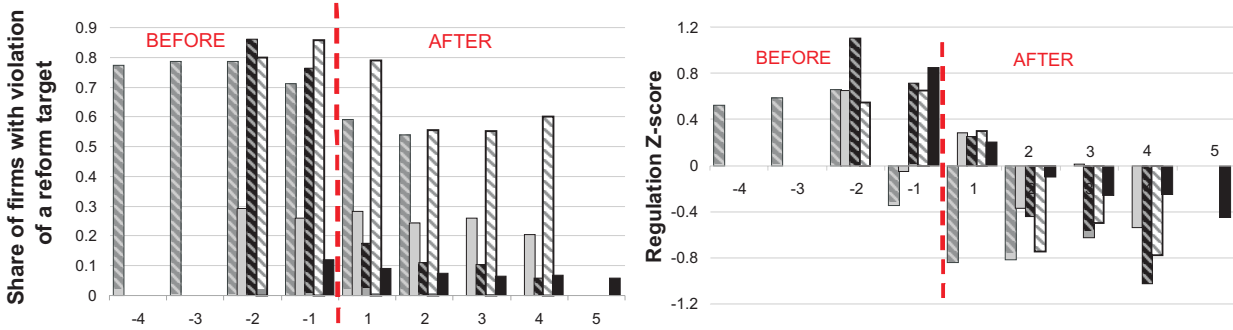 Share of firms with violation
of a reform target
0.9
0.8
0.7
0.6
0.5
0.4
0.3
0.2
0.1
0
BEFORE
AFTER
-4 -3 -2 -1 1 2 3 4 5
Regulation Z-score
1.2
0.8
0.4
0
-0.4
-0.8
-1.2
BEFORE
AFTER
-4 -3 -2 -1 1 2 3 4 5